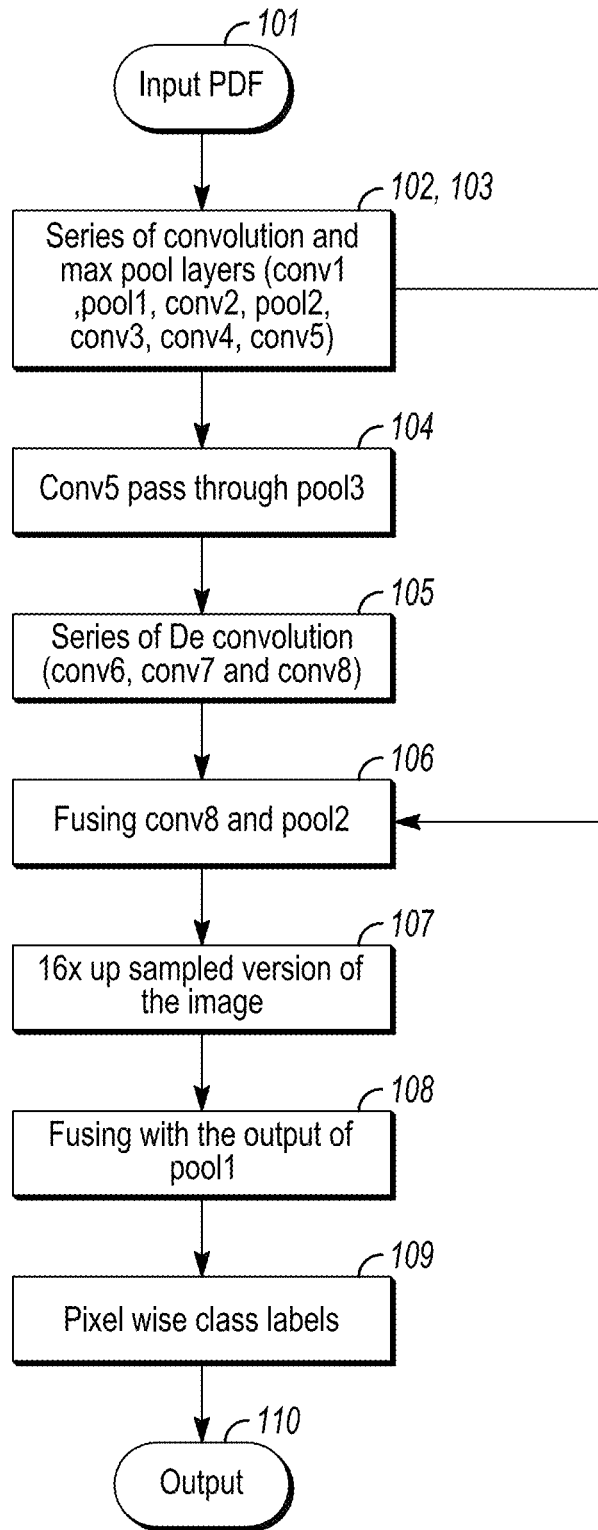 101
Input PDF
102, 103
Series of convolution and
max pool layers (conv1
,pool1, conv2, pool2,
conv3, conv4, conv5)
104
Conv5 pass through pool3
105
Series of De convolution
(conv6, conv7 and conv8)
106
Fusing conv8 and pool2
107
16x up sampled version of
the image
108
Fusing with the output of
pool1
109
Pixel wise class labels
110
Output